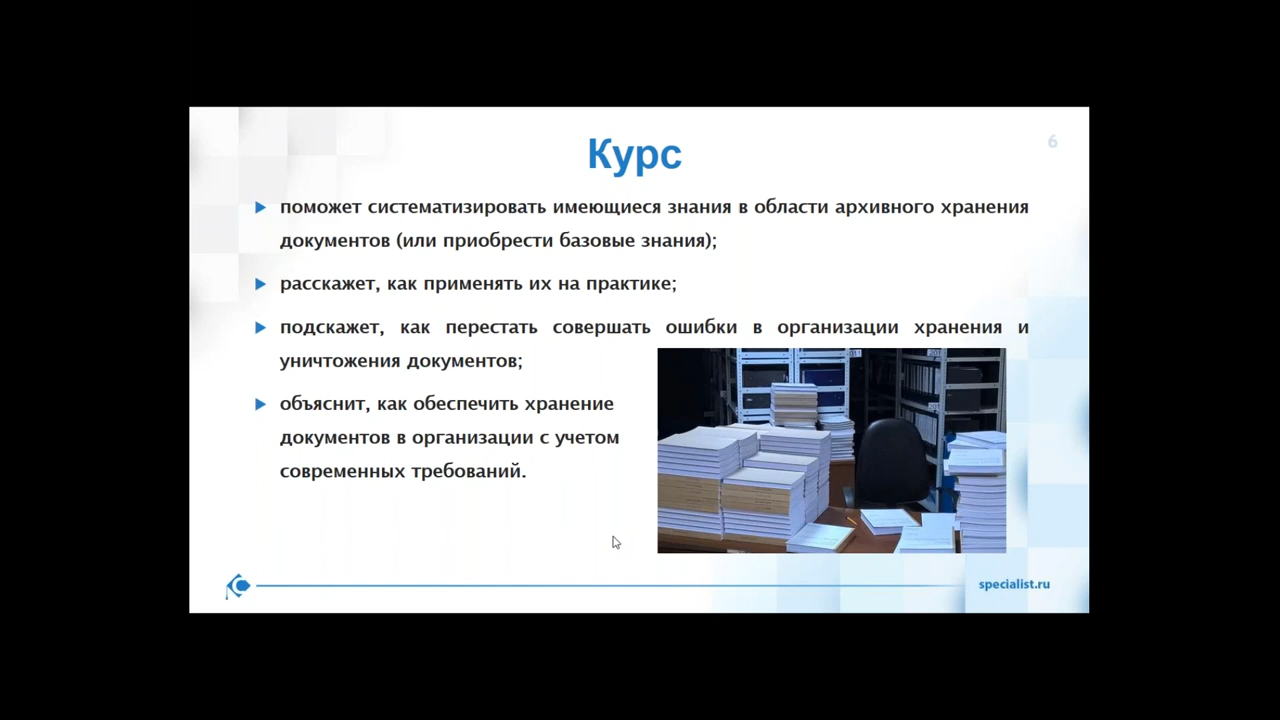 Курс
6
поможет систематизировать имеющиеся знания в области архивного хранения
документов (или приобрести базовые знания);
расскажет, как применять их на практике;
подскажет, как перестать совершать ошибки в организации хранения и
уничтожения документов;
объяснит, как обеспечить хранение
документов в организации с учетом
современных требований.
specialist.ru